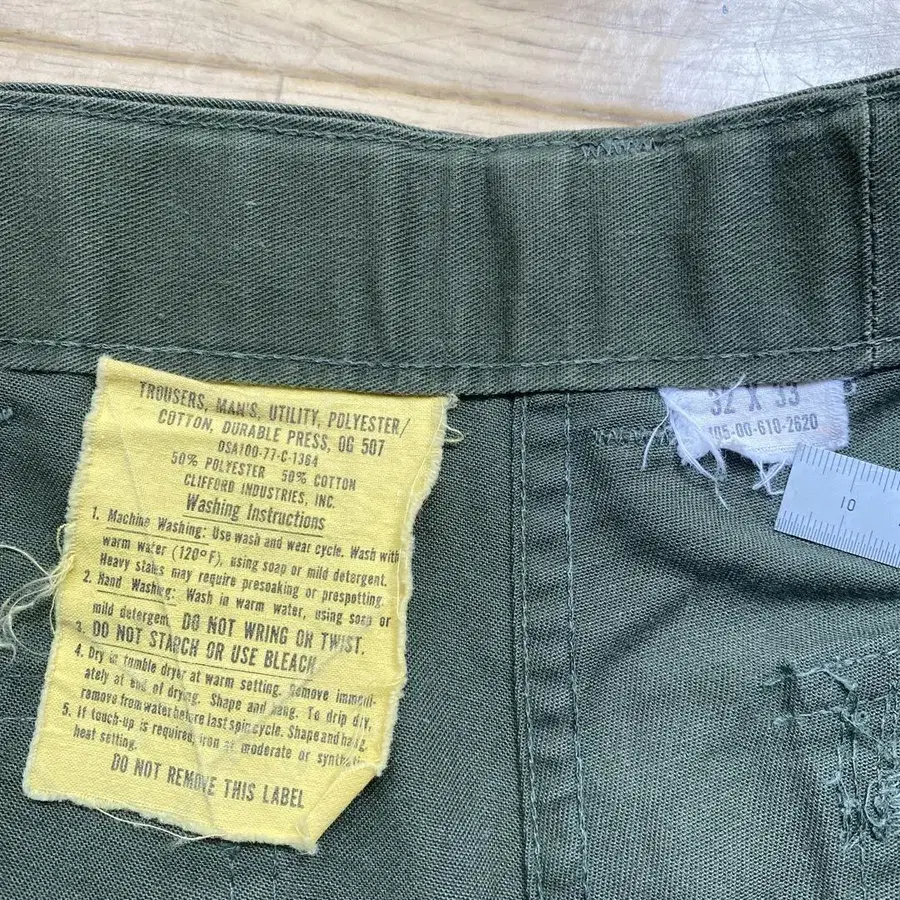 TROUSERS, MAN'S, UTILITY, POLYESTER/
COTTON, DURABLE PRESS, OG 507
DSA100-77-C-1364
50% POLYESTER 50% COTTON
CLIFFORD INDUSTRIES, INC.
Washing Instructions
1. Machine Washing: Use wash and wear cycle. Wash with
warm water (120°F), using soap or mild detergent.
Heavy stains may require presoaking or prespotting.
2. Hand Washing: Wash in warm water, using soap or
mild detergent DO NOT WRING OR TWIST.
3. DO NOT STARCH OR USE BLEACH
4. Dry in tumble dryer at warm setting. Remove immedi-
ately at end of drying. Shape and hang. To drip dry,
remove from water before last spin cycle. Shape and hang.
5. If touch-up is required, iron at moderate or synthetic
heat setting.
DO NOT REMOVE THIS LABEL
32 X 33
05-00-610-2620
10